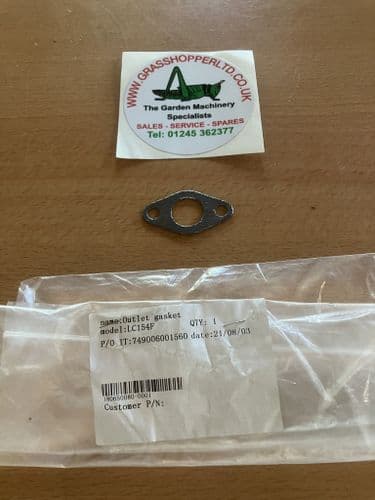 WWW.GRASSHOPPERLTD.CO.UK
The Garden Machinery
Specialists
SALES - SERVICE - SPARES
Tel: 01245 362377
name:Outlet gasket
model:LC154F QTY: 1
P/O IT:749006001560 date:21/08/03
Customer P/N: